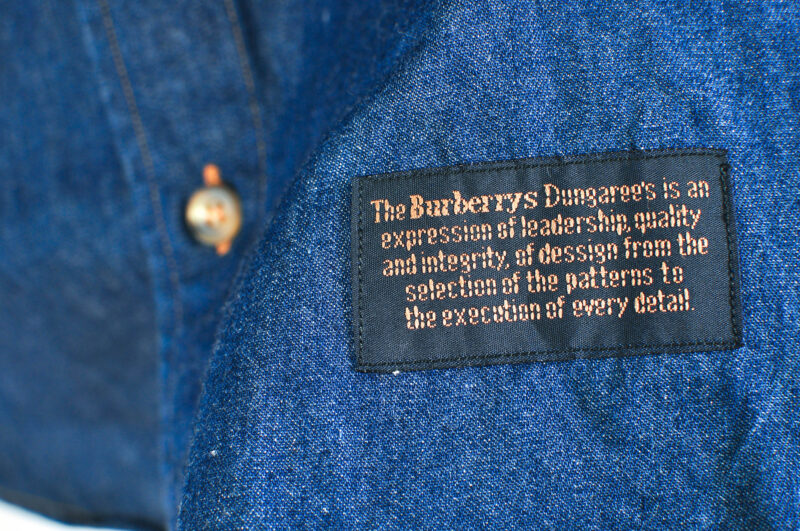 The Burberrys Dungaree's is an
expression of leadership, quality
and integrity, of dessign from the
selection of the patterns to
the execution of every detail.